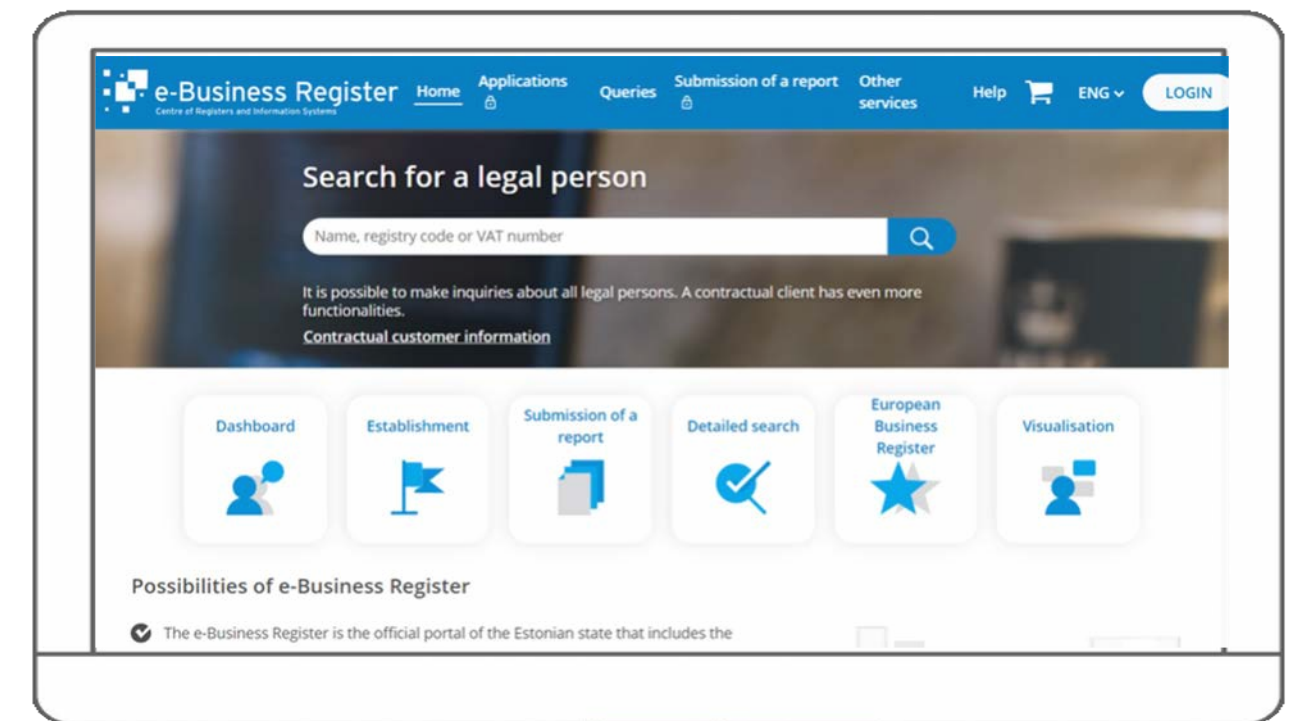 e-Business Register
Centre of Registers and Information Systems
Home
Applications
Queries
Submission of a report
Other
services
Help
ENG
LOGIN
Search for a legal person
Name, registry code or VAT number
It is possible to make inquiries about all legal persons. A contractual client has even more
functionalities.
Contractual customer information
Dashboard
Establishment
Submission of a
report
Detailed search
European
Business
Register
Visualisation
Possibilities of e-Business Register
The e-Business Register is the official portal of the Estonian state that includes the